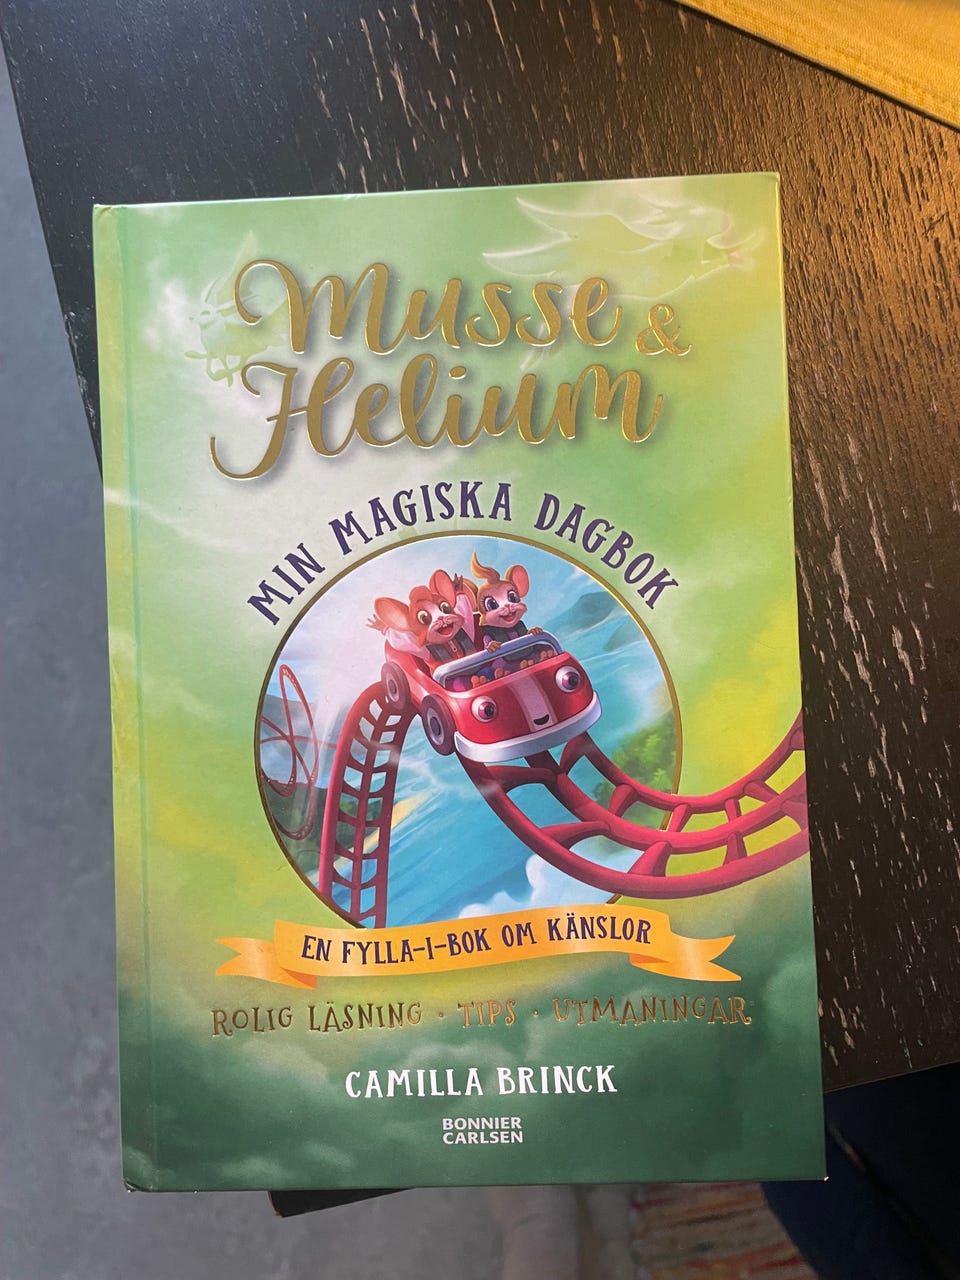 Musse &
Helium
MIN MAGISKA DAGBOK
EN FYLLA-I-BOK OM KÄNSLOR
ROLIG LÄSNING · TIPS · UTMANINGAR
CAMILLA BRINCK
BONNIER
CARLSEN